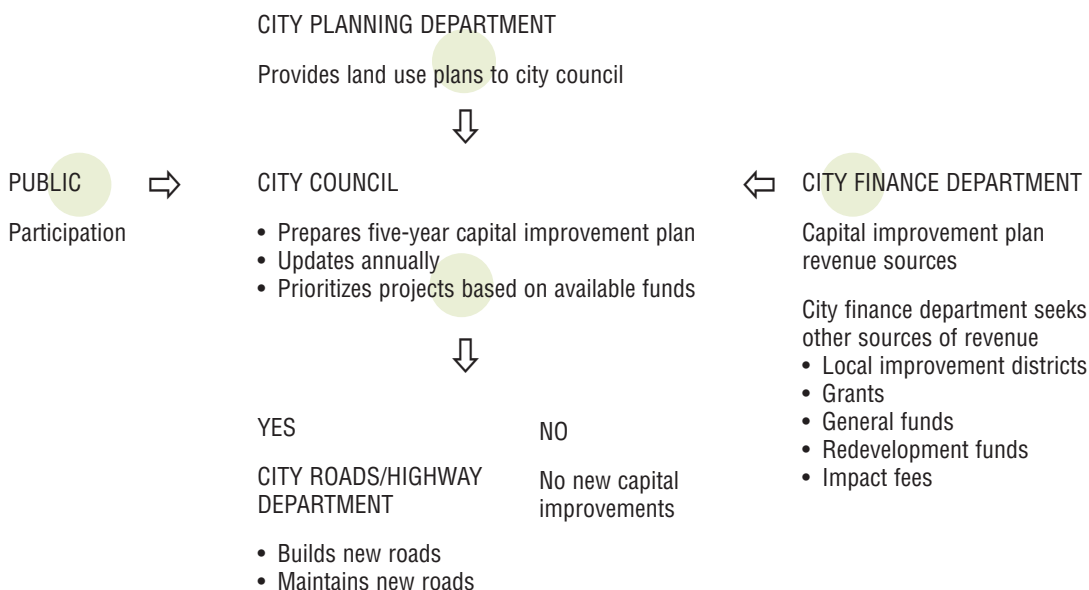 CITY PLANNING DEPARTMENT
Provides land use plans to city council
PUBLIC
Participation
CITY COUNCIL
• Prepares five-year capital improvement plan
• Updates annually
• Prioritizes projects based on available funds
CITY FINANCE DEPARTMENT
Capital improvement plan
revenue sources
City finance department seeks
other sources of revenue
• Local improvement districts
• Grants
• General funds
• Redevelopment funds
• Impact fees
YES
CITY ROADS/HIGHWAY
DEPARTMENT
• Builds new roads
• Maintains new roads
NO
No new capital
improvements